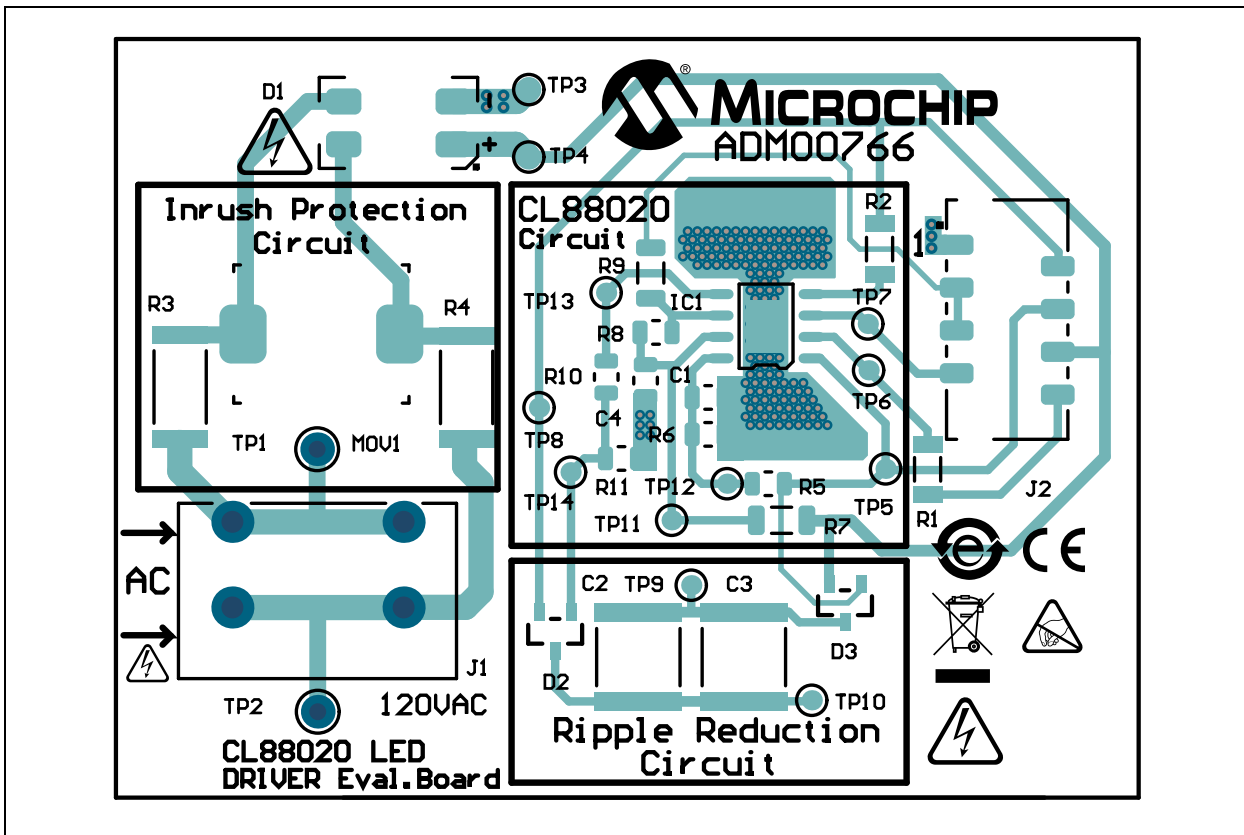 TP3
D1
®
MICROCHIP
ADM00766
+
TP4
Inrush Protection
Circuit
CL88020
Circuit
R2
1
R3
R4
R9
TP13
IC1
TP7
R8
R10
C1
TP6
C4
TP1
MOV1
TP8
R6
TP14
R11
TP12
R5
TP5
J2
TP11
R7
R1
AC
e
CE
C2
TP9
C3
D2
D3
J1
TP2
120VAC
TP10
Ripple Reduction
Circuit
CL88020 LED
DRIVER Eval.Board